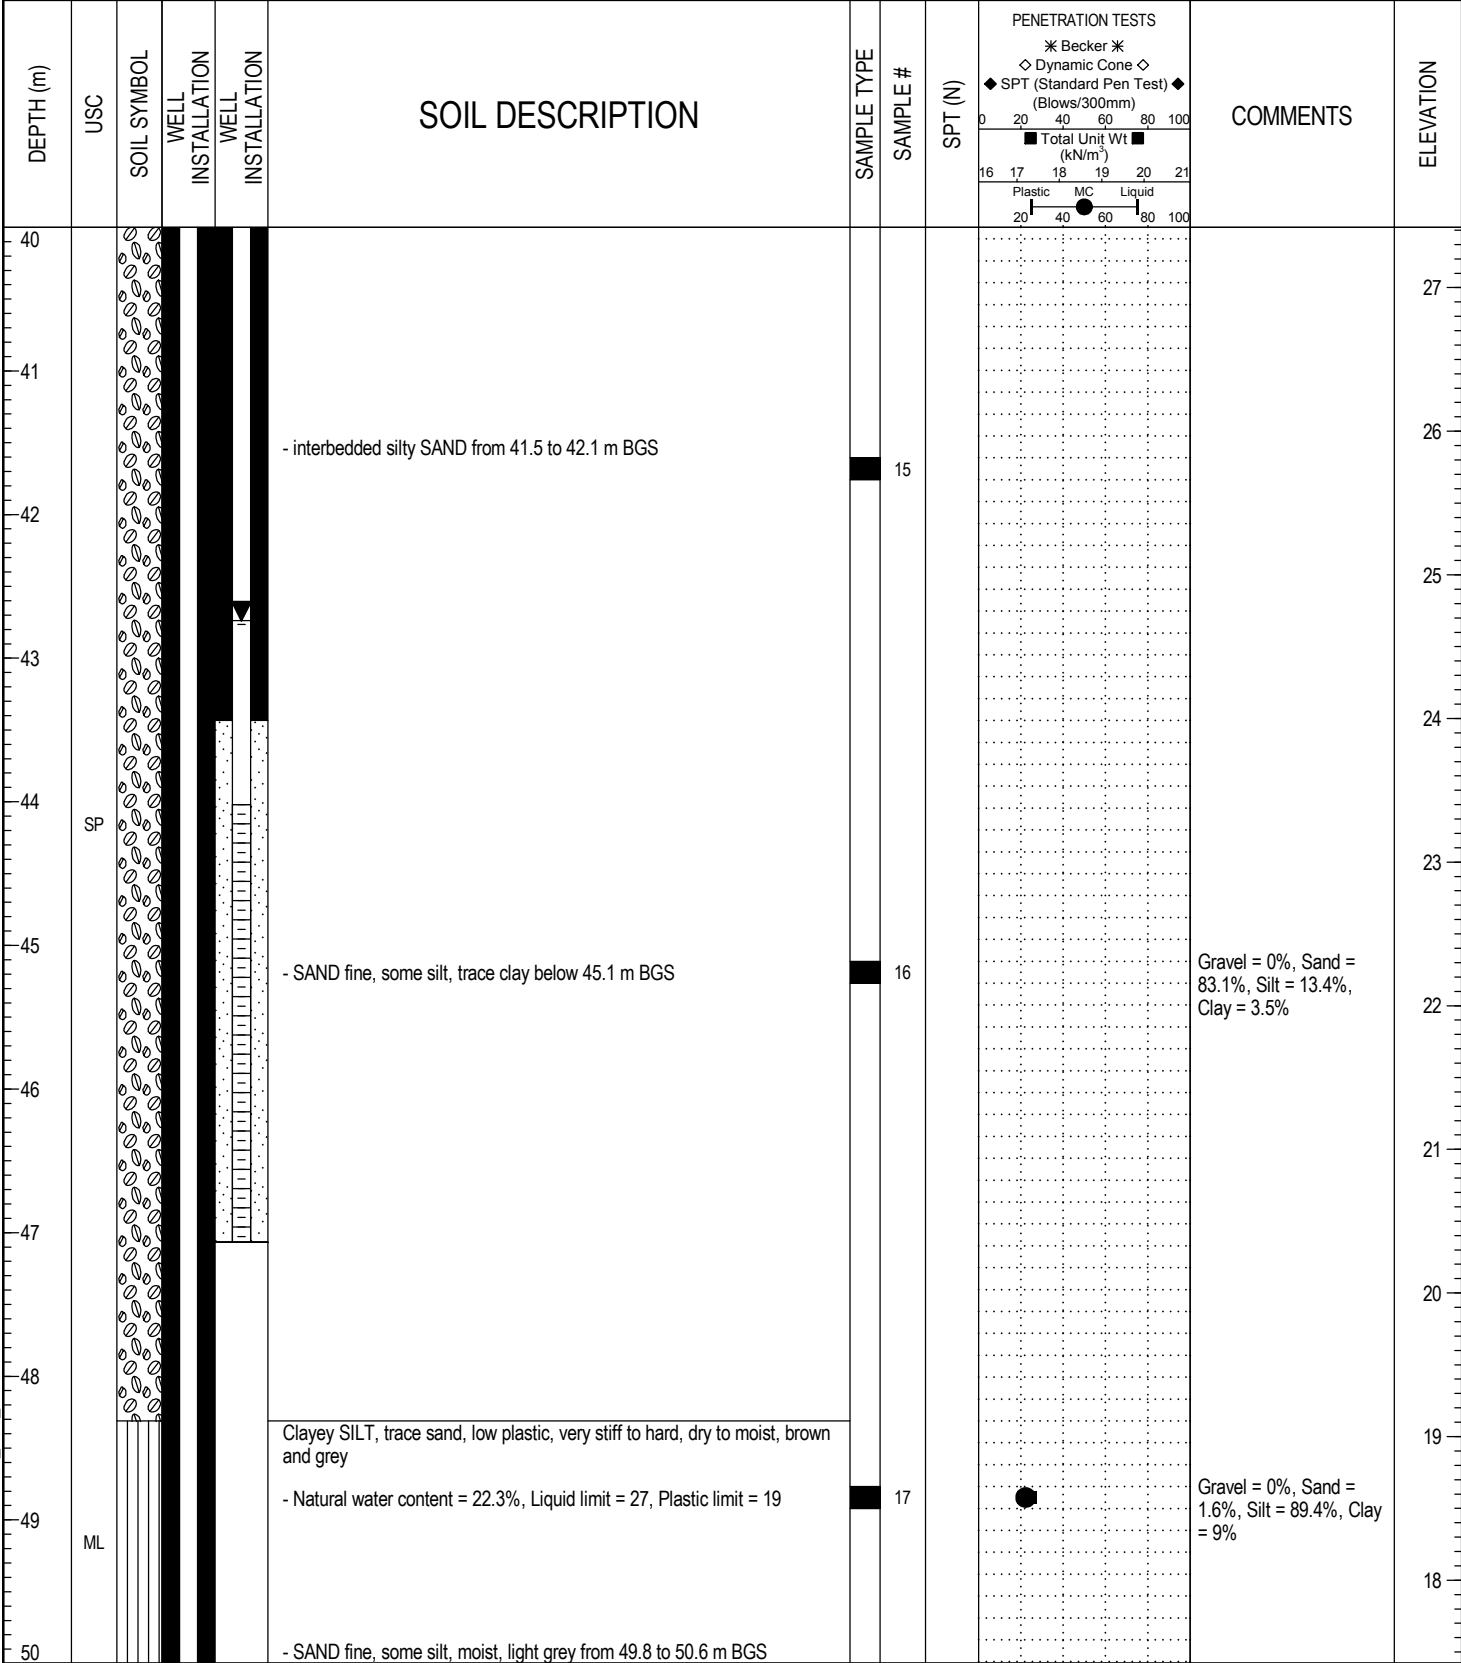 DEPTH (m)
USC
SOIL SYMBOL
WELL
INSTALLATION
WELL
INSTALLATION
SOIL DESCRIPTION
SAMPLE TYPE
SAMPLE #
SPT (N)
PENETRATION TESTS
✳ Becker ✳
◇ Dynamic Cone ◇
◆ SPT (Standard Pen Test) ◆
(Blows/300mm)
0 20 40 60 80 100
■ Total Unit Wt ■
(kN/m³)
16 17 18 19 20 21
Plastic MC Liquid
20 40 60 80 100
COMMENTS
ELEVATION
40
27
41
26
- interbedded silty SAND from 41.5 to 42.1 m BGS
15
42
25
43
24
44
SP
23
45
- SAND fine, some silt, trace clay below 45.1 m BGS
16
Gravel = 0%, Sand =
83.1%, Silt = 13.4%,
Clay = 3.5%
22
46
21
47
20
48
Clayey SILT, trace sand, low plastic, very stiff to hard, dry to moist, brown
and grey
19
- Natural water content = 22.3%, Liquid limit = 27, Plastic limit = 19
17
Gravel = 0%, Sand =
1.6%, Silt = 89.4%, Clay
= 9%
49
ML
18
- SAND fine, some silt, moist, light grey from 49.8 to 50.6 m BGS
50